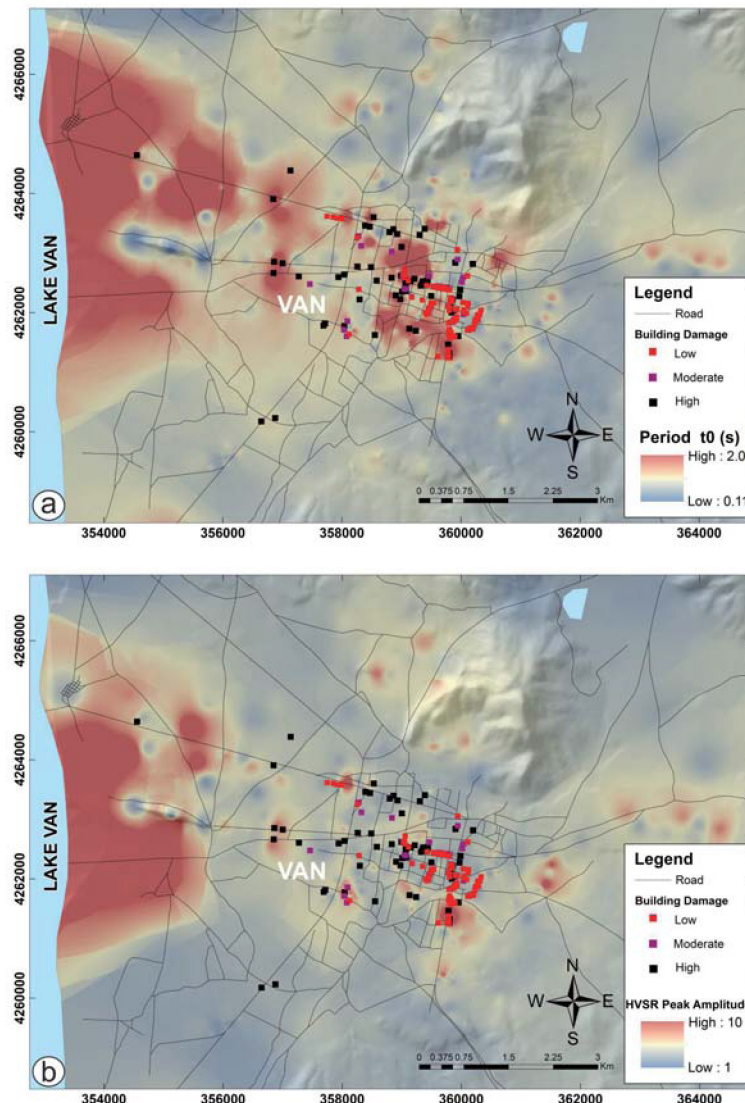 4266000
4264000
4262000
4260000
LAKE VAN
VAN
Legend
Road
Building Damage
Low
Moderate
High
Period t0 (s)
High : 2.0
Low : 0.11
N
W E
S
0 0.375 0.75 1.5 2.25 3
Km
a
354000 356000 358000 360000 362000 364000
4266000
4264000
4262000
4260000
LAKE VAN
VAN
Legend
Road
Building Damage
Low
Moderate
High
HVSR Peak Amplitud
High : 10
Low : 1
N
W E
S
0 0.375 0.75 1.5 2.25 3
Km
b
354000 356000 358000 360000 362000 364000